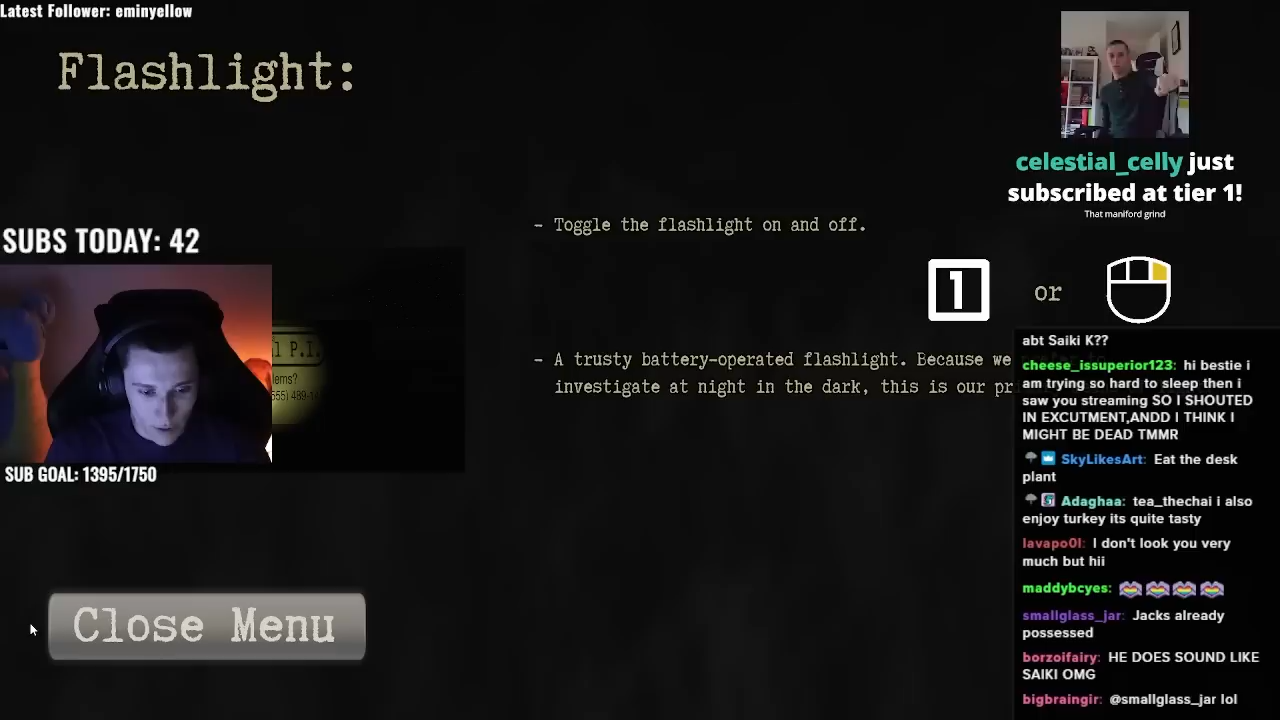 Latest Follower: eminyellow
Flashlight:
celestial_celly just
subscribed at tier 1!
That maniford grind
- Toggle the flashlight on and off.
SUBS TODAY: 42
1 or
l P.I.
lems?
- A trusty battery-operated flashlight. Because we
investigate at night in the dark, this is our pri
SUB GOAL: 1395/1750
Close Menu
abt Saiki K??
cheese_issuperior123: hi bestie i
am trying so hard to sleep then i
saw you streaming SO I SHOUTED
IN EXCUTMENT,ANDD I THINK I
MIGHT BE DEAD TMMR
SkyLikesArt: Eat the desk
plant
Adaghaa: tea_thechai i also
enjoy turkey its quite tasty
lavapo0l: I don't look you very
much but hii
maddybcyes:
smallglass_jar: Jacks already
possessed
borzoifairy: HE DOES SOUND LIKE
SAIKI OMG
bigbraingir: @smallglass_jar lol